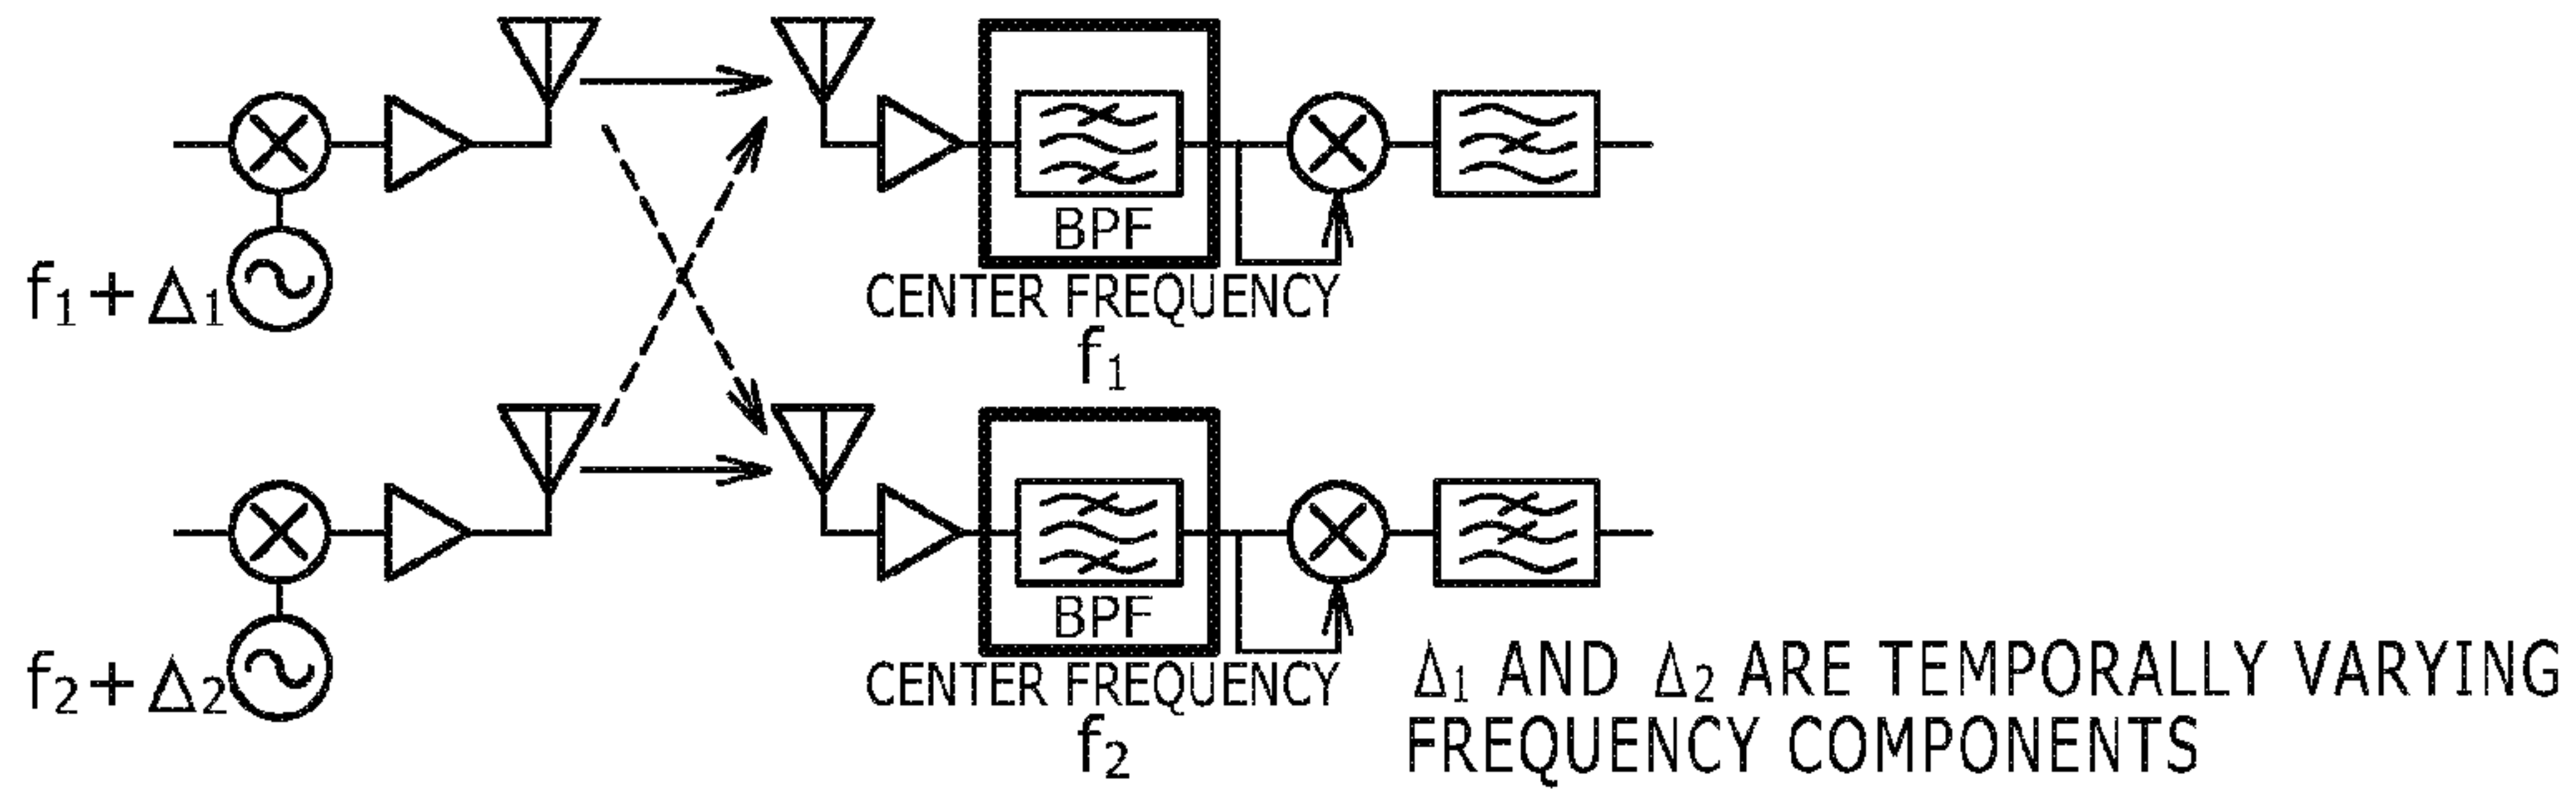 f₁+Δ₁
BPF
CENTER FREQUENCY
f₁
f₂+Δ₂
BPF
CENTER FREQUENCY
f₂
Δ₁ AND Δ₂ ARE TEMPORALLY VARYING
FREQUENCY COMPONENTS